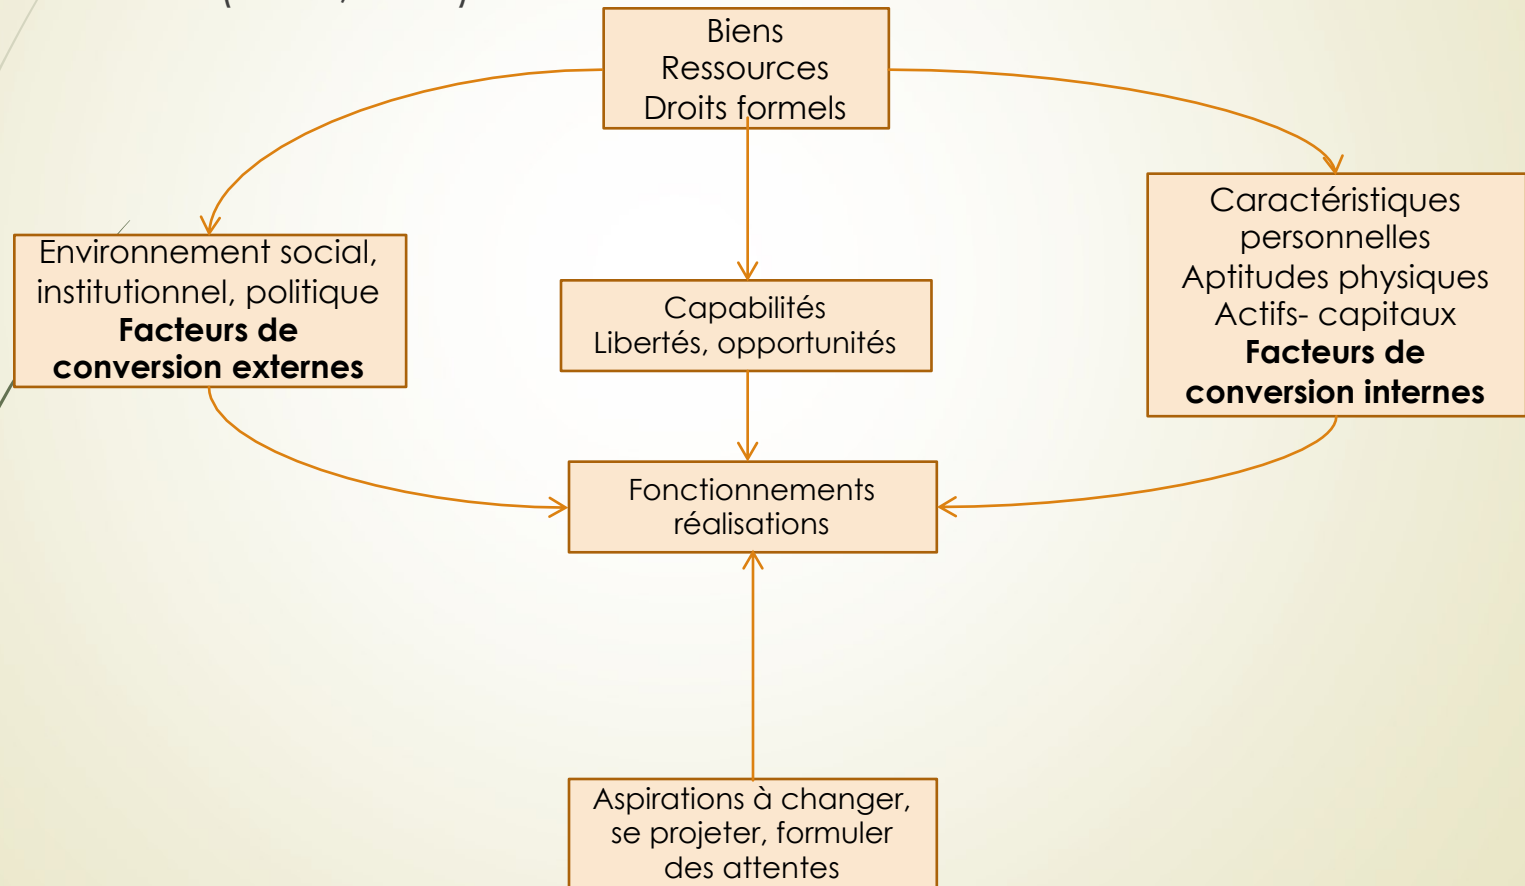 Biens
Ressources
Droits formels
Environnement social,
institutionnel, politique
Facteurs de
conversion externes
Capabilités
Libertés, opportunités
Caractéristiques
personnelles
Aptitudes physiques
Actifs- capitaux
Facteurs de
conversion internes
Fonctionnements
réalisations
Aspirations à changer,
se projeter, formuler
des attentes